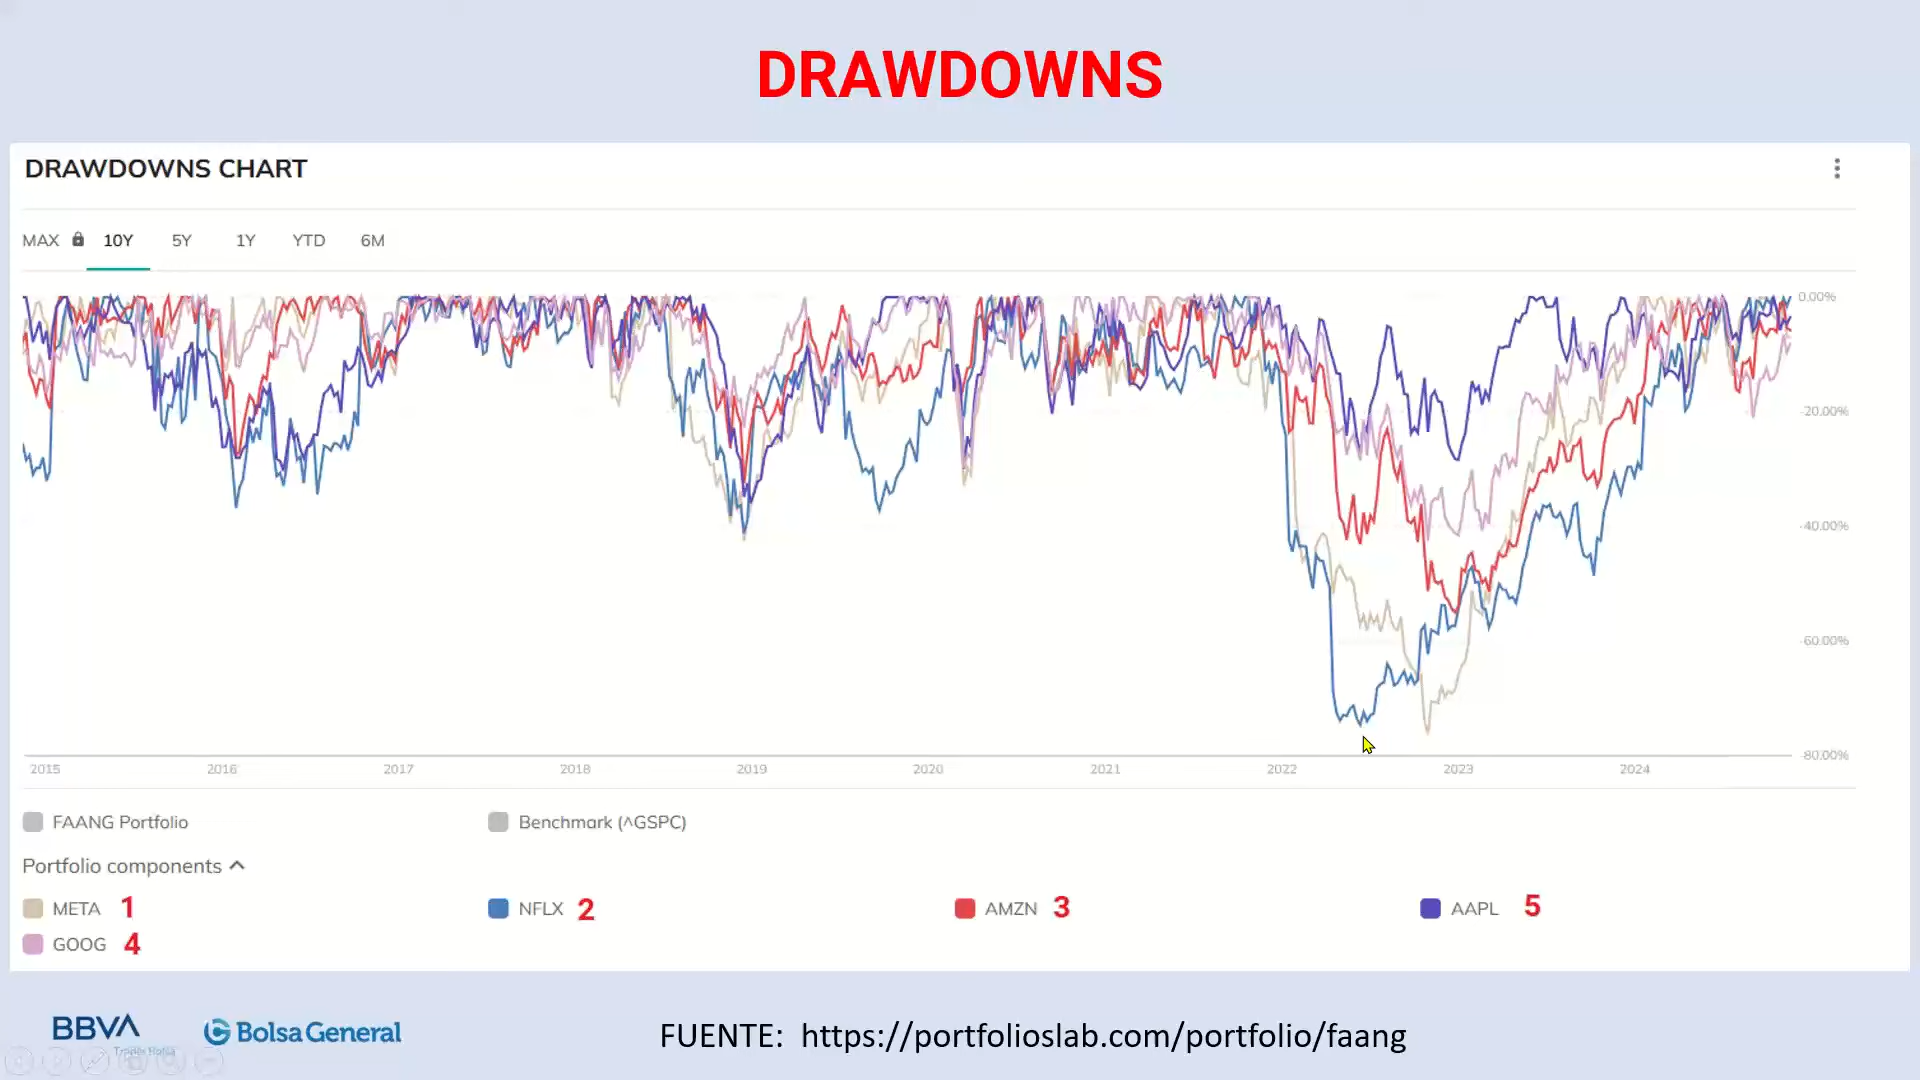 DRAWDOWNS
DRAWDOWNS CHART
MAX 10Y 5Y 1Y YTD 6M
0.00%
-20.00%
-40.00%
-60.00%
-80.00%
2015 2016 2017 2018 2019 2020 2021 2022 2023 2024
FAANG Portfolio Benchmark (^GSPC)
Portfolio components
META 1 NFLX 2 AMZN 3 AAPL 5
GOOG 4
BBVA Bolsa General
Trader Bolsa
FUENTE: https://portfolioslab.com/portfolio/faang